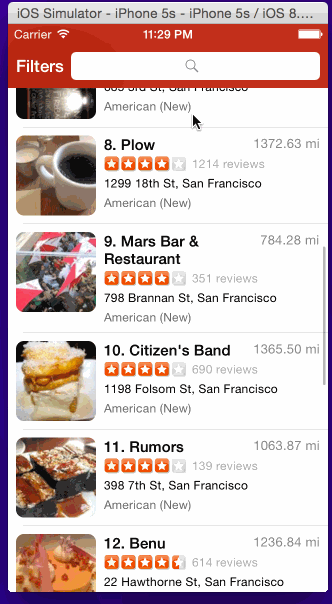 iOS Simulator - iPhone 5s - iPhone 5s / iOS 8....
Carrier 11:29 PM
Filters
San Francisco
American (New)
8. Plow 1372.63 mi
1214 reviews
1299 18th St, San Francisco
American (New)
9. Mars Bar & 784.28 mi
Restaurant
351 reviews
798 Brannan St, San Francisco
American (New)
10. Citizen's Band 1365.50 mi
690 reviews
1198 Folsom St, San Francisco
American (New)
11. Rumors 1063.87 mi
139 reviews
398 7th St, San Francisco
American (New)
12. Benu 1236.84 mi
614 reviews
22 Hawthorne St, San Francisco